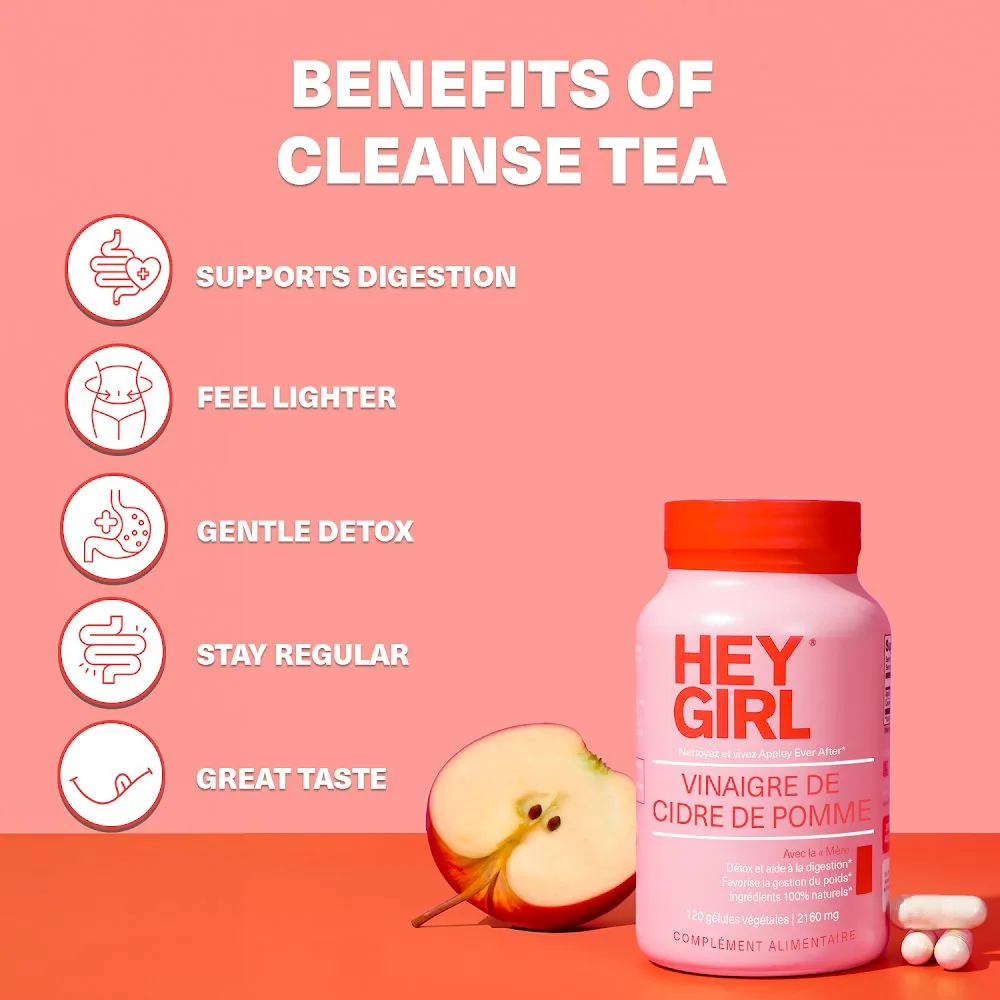 BENEFITS OF
CLEANSE TEA
SUPPORTS DIGESTION
FEEL LIGHTER
GENTLE DETOX
STAY REGULAR
GREAT TASTE
HEY®
GIRL
Nettoyez et vivez Appley Ever After*
VINAIGRE DE
CIDRE DE POMME
Avec la « Mère
Détox et aide à la digestion*
Favorise la gestion du poids*
Ingrédients 100% naturels*
120 gélules végétales | 2160 mg
COMPLÉMENT ALIMENTAIRE